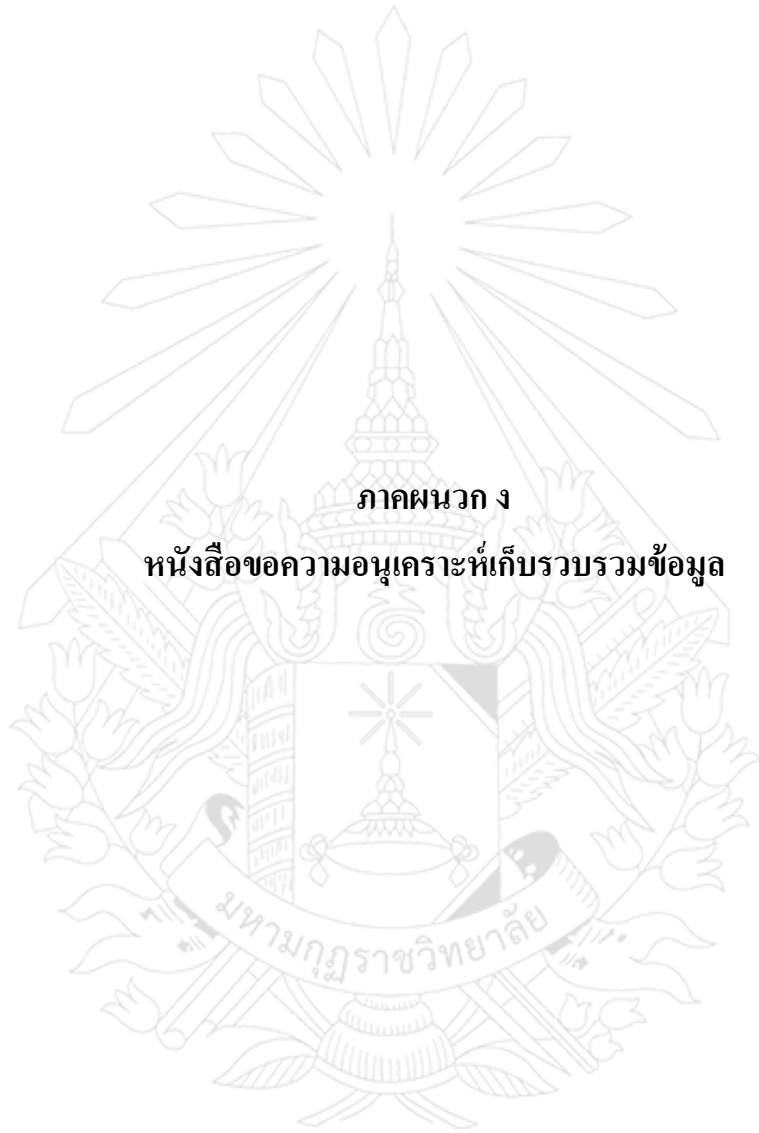 ภาคผนวก ง
หนังสือขอความอนุเคราะห์เก็บรวบรวมข้อมูล
มหามกุฏราชวิทยาลัย